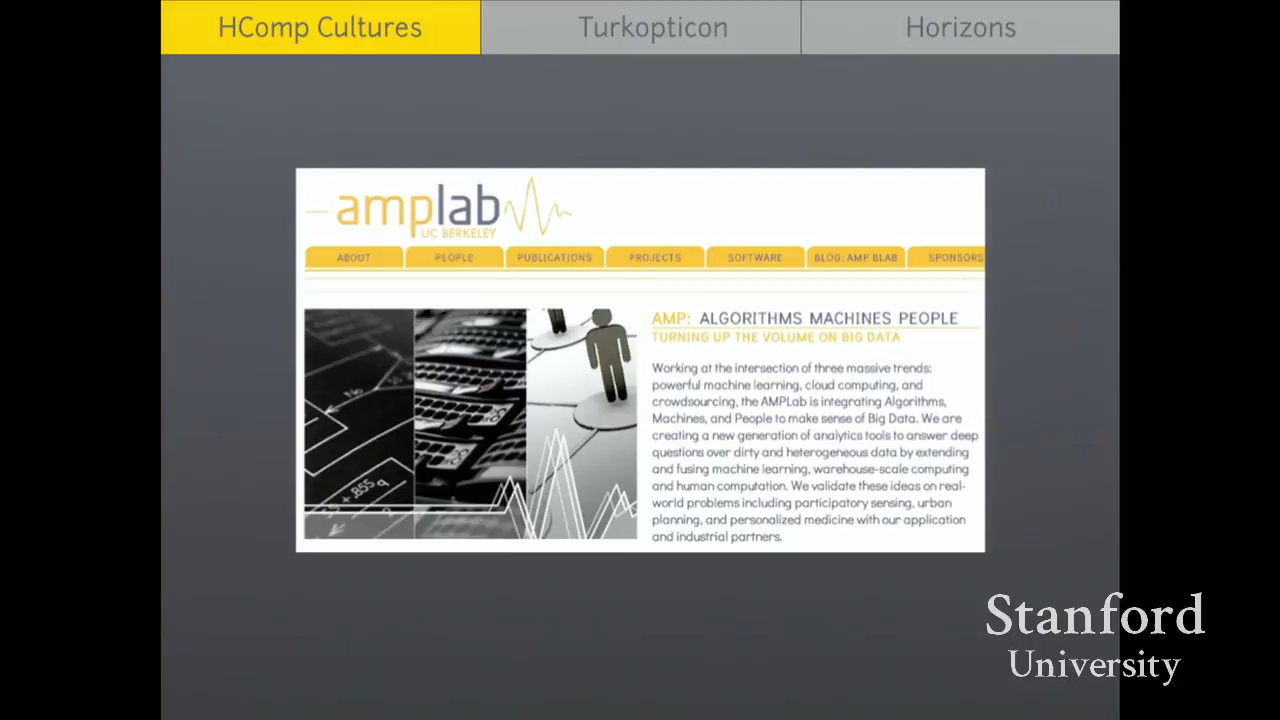 HComp Cultures
Turkopticon
Horizons
amplab
UC BERKELEY
ABOUT
PEOPLE
PUBLICATIONS
PROJECTS
SOFTWARE
BLOG: AMP BLAB
SPONSORS
AMP: ALGORITHMS MACHINES PEOPLE
TURNING UP THE VOLUME ON BIG DATA
Working at the intersection of three massive trends:
powerful machine learning, cloud computing, and
crowdsourcing, the AMPLab is integrating Algorithms,
Machines, and People to make sense of Big Data. We are
creating a new generation of analytics tools to answer deep
questions over dirty and heterogeneous data by extending
and fusing machine learning, warehouse-scale computing
and human computation. We validate these ideas on real-
world problems including participatory sensing, urban
planning, and personalized medicine with our application
and industrial partners.
No
+ .855
Stanford
University